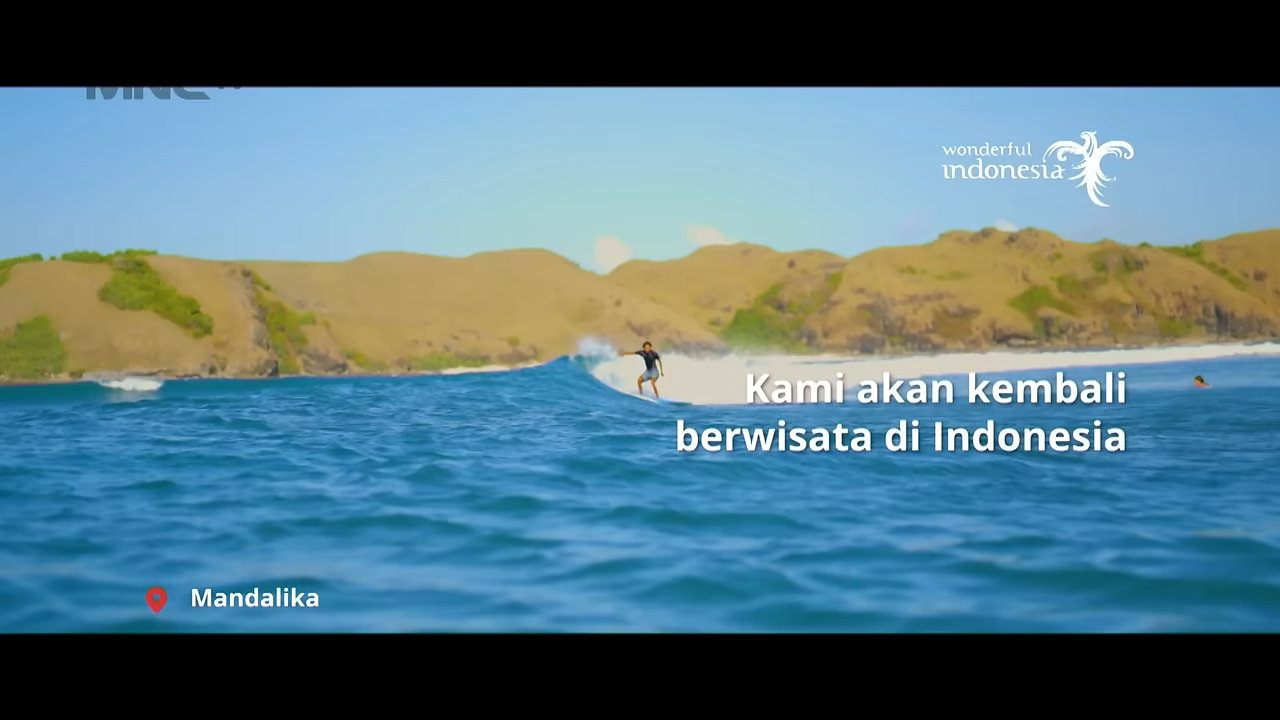 wonderful
indonesia
Kami akan kembali
berwisata di Indonesia
Mandalika